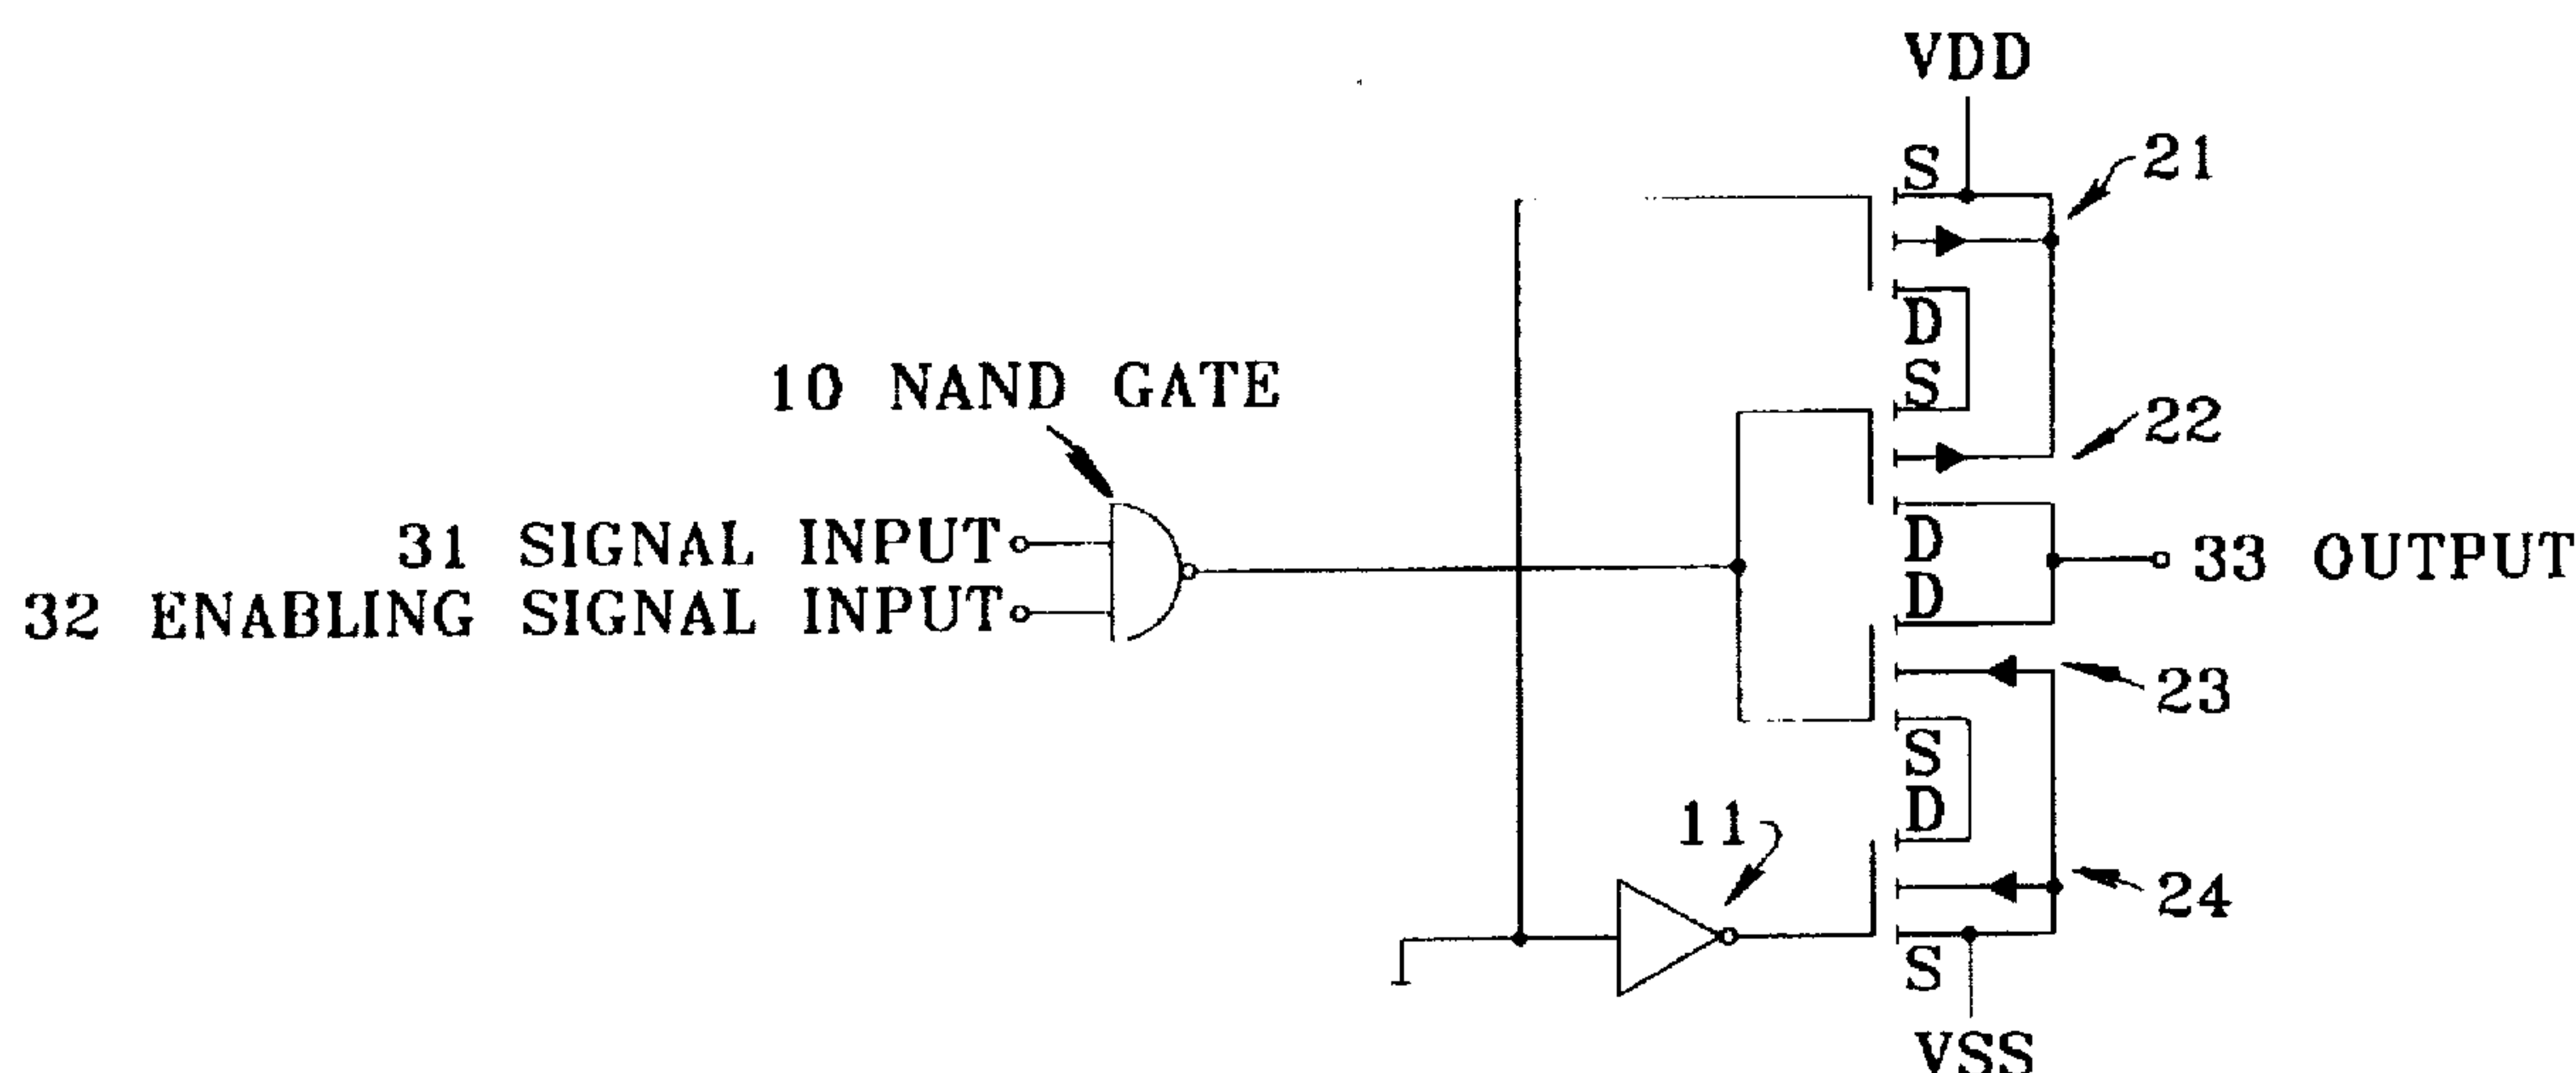 VDD
S
21
D
S
10 NAND GATE
22
31 SIGNAL INPUT
D
33 OUTPUT
32 ENABLING SIGNAL INPUT
D
23
S
D
11
24
S
VSS